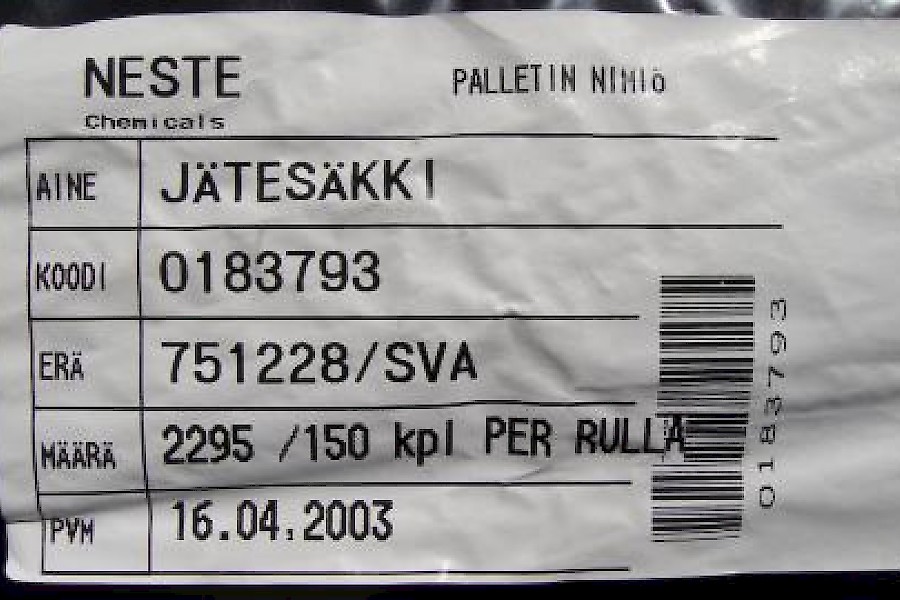 NESTE
Chemicals
PALLETIN NIMIÖ
AINE JÄTESÄKKI
KOODI 0183793
ERÄ 751228/SVA
MÄÄRÄ 2295 /150 kpl PER RULLA
PVM 16.04.2003
0183793